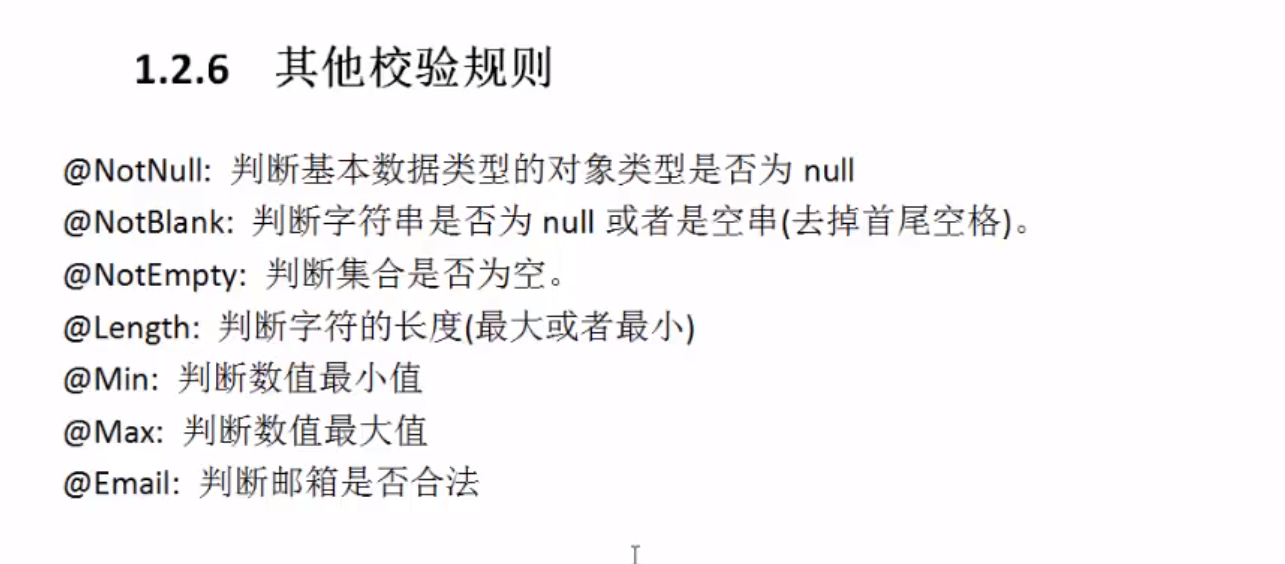 1.2.6 其他校验规则
@NotNull: 判断基本数据类型的对象类型是否为 null
@NotBlank: 判断字符串是否为 null 或者是空串(去掉首尾空格)。
@NotEmpty: 判断集合是否为空。
@Length: 判断字符的长度(最大或者最小)
@Min: 判断数值最小值
@Max: 判断数值最大值
@Email: 判断邮箱是否合法